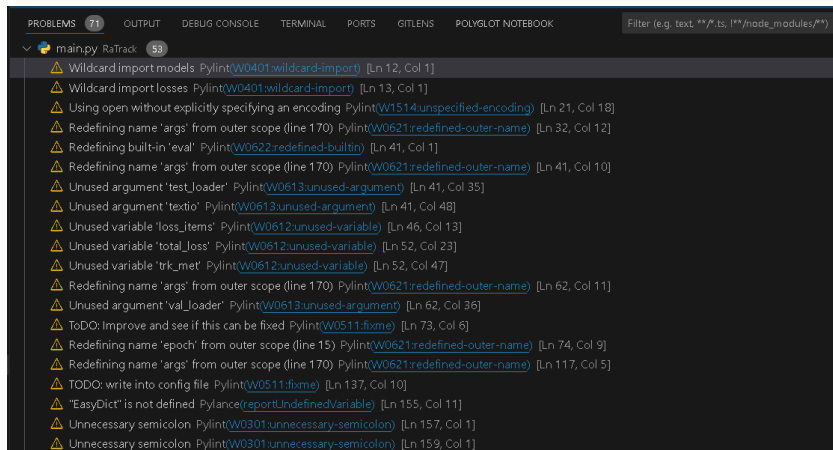 PROBLEMS 71 OUTPUT DEBUG CONSOLE TERMINAL PORTS GITLENS POLYGLOT NOTEBOOK Filter (e.g. text, **/*.ts, !**/node_modules/**)
main.py RaTrack 53
Wildcard import models Pylint(W0401:wildcard-import) [Ln 12, Col 1]
Wildcard import losses Pylint(W0401:wildcard-import) [Ln 13, Col 1]
Using open without explicitly specifying an encoding Pylint(W1514:unspecified-encoding) [Ln 21, Col 18]
Redefining name 'args' from outer scope (line 170) Pylint(W0621:redefined-outer-name) [Ln 32, Col 12]
Redefining built-in 'eval' Pylint(W0622:redefined-builtin) [Ln 41, Col 1]
Redefining name 'args' from outer scope (line 170) Pylint(W0621:redefined-outer-name) [Ln 41, Col 10]
Unused argument 'test_loader' Pylint(W0613:unused-argument) [Ln 41, Col 35]
Unused argument 'textio' Pylint(W0613:unused-argument) [Ln 41, Col 48]
Unused variable 'loss_items' Pylint(W0612:unused-variable) [Ln 46, Col 13]
Unused variable 'total_loss' Pylint(W0612:unused-variable) [Ln 52, Col 23]
Unused variable 'trk_met' Pylint(W0612:unused-variable) [Ln 52, Col 47]
Redefining name 'args' from outer scope (line 170) Pylint(W0621:redefined-outer-name) [Ln 62, Col 11]
Unused argument 'val_loader' Pylint(W0613:unused-argument) [Ln 62, Col 36]
ToDO: Improve and see if this can be fixed Pylint(W0511:fixme) [Ln 73, Col 6]
Redefining name 'epoch' from outer scope (line 15) Pylint(W0621:redefined-outer-name) [Ln 74, Col 9]
Redefining name 'args' from outer scope (line 170) Pylint(W0621:redefined-outer-name) [Ln 117, Col 5]
TODO: write into config file Pylint(W0511:fixme) [Ln 137, Col 10]
"EasyDict" is not defined Pylance(reportUndefinedVariable) [Ln 155, Col 11]
Unnecessary semicolon Pylint(W0301:unnecessary-semicolon) [Ln 157, Col 1]
Unnecessary semicolon Pylint(W0301:unnecessary-semicolon) [Ln 159, Col 1]